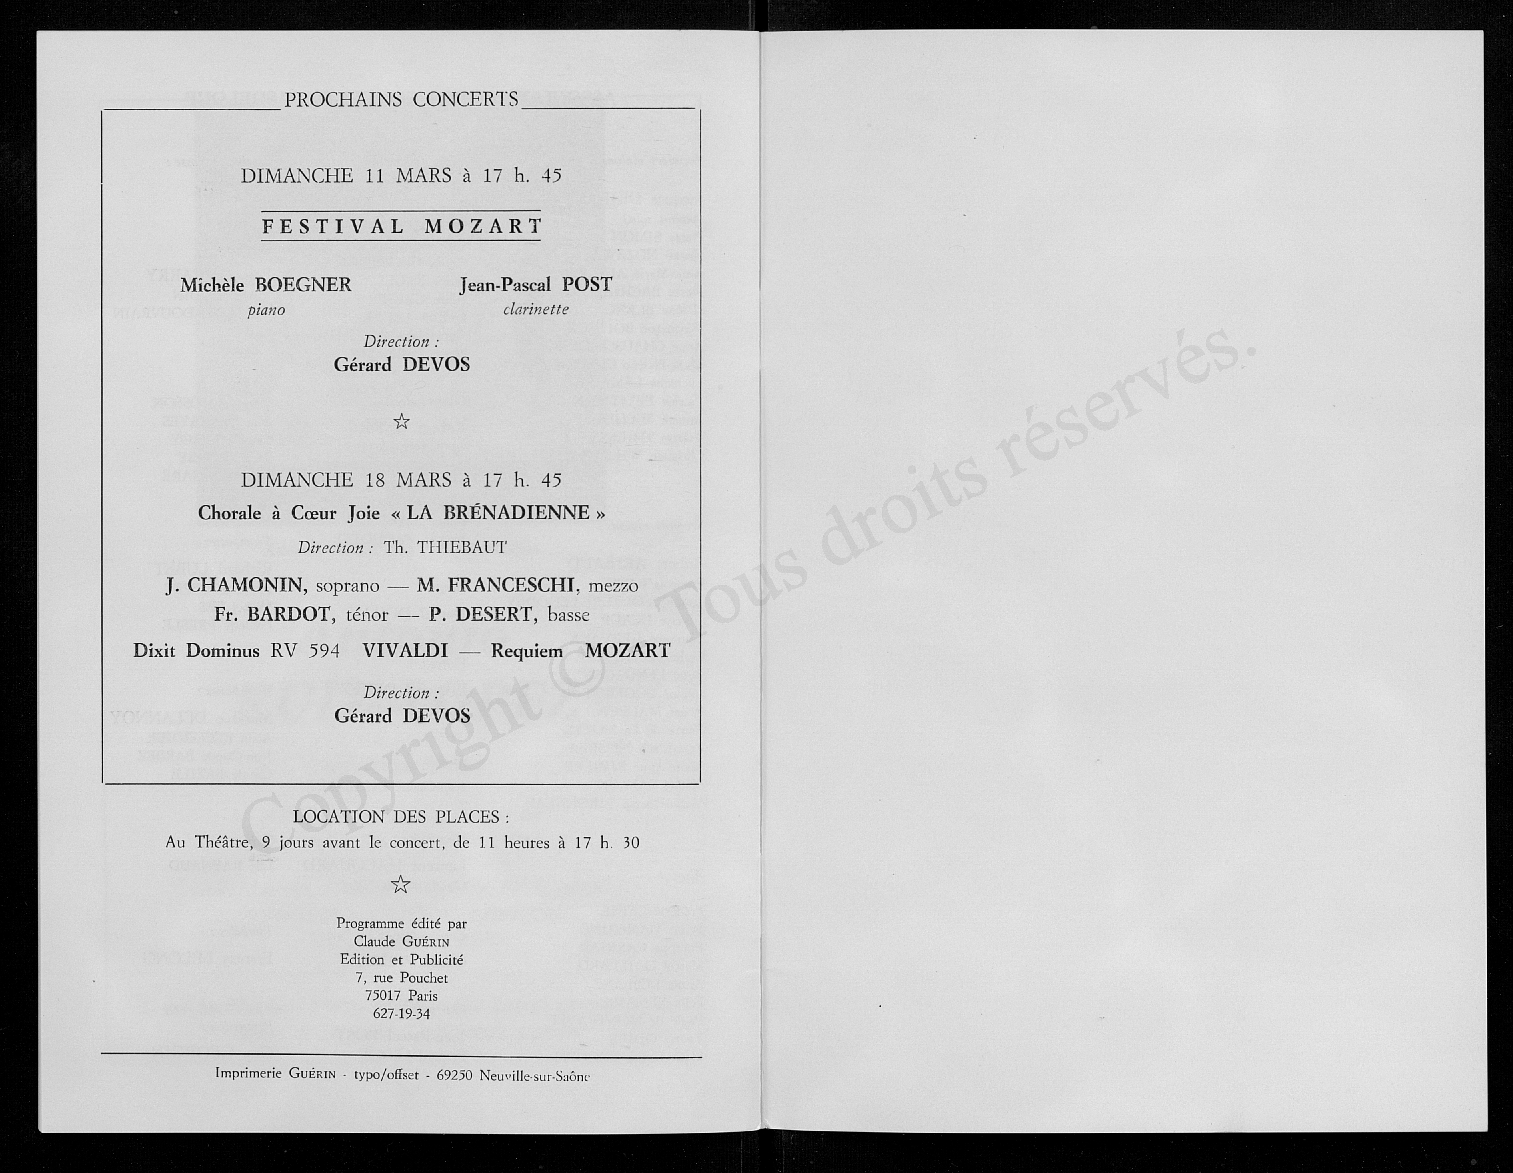 PROCHAINS CONCERTS
DIMANCHE 11 MARS à 17 h. 45
FESTIVAL MOZART
Michèle BOEGNER Jean-Pascal POST
piano clarinette
Direction :
Gérard DEVOS
☆
DIMANCHE 18 MARS à 17 h. 45
Chorale à Cœur Joie « LA BRÉNADIENNE »
Direction : Th. THIEBAUT
J. CHAMONIN, soprano — M. FRANCESCHI, mezzo
Fr. BARDOT, ténor — P. DESERT, basse
Dixit Dominus RV 594 VIVALDI — Requiem MOZART
Direction :
Gérard DEVOS
LOCATION DES PLACES :
Au Théâtre, 9 jours avant le concert, de 11 heures à 17 h. 30
☆
Programme édité par
Claude GUÉRIN
Edition et Publicité
7, rue Pouchet
75017 Paris
627-19-34
Imprimerie GUÉRIN - typo/offset - 69250 Neuville-sur-Saône
Copyright © - Tous droits réservés.